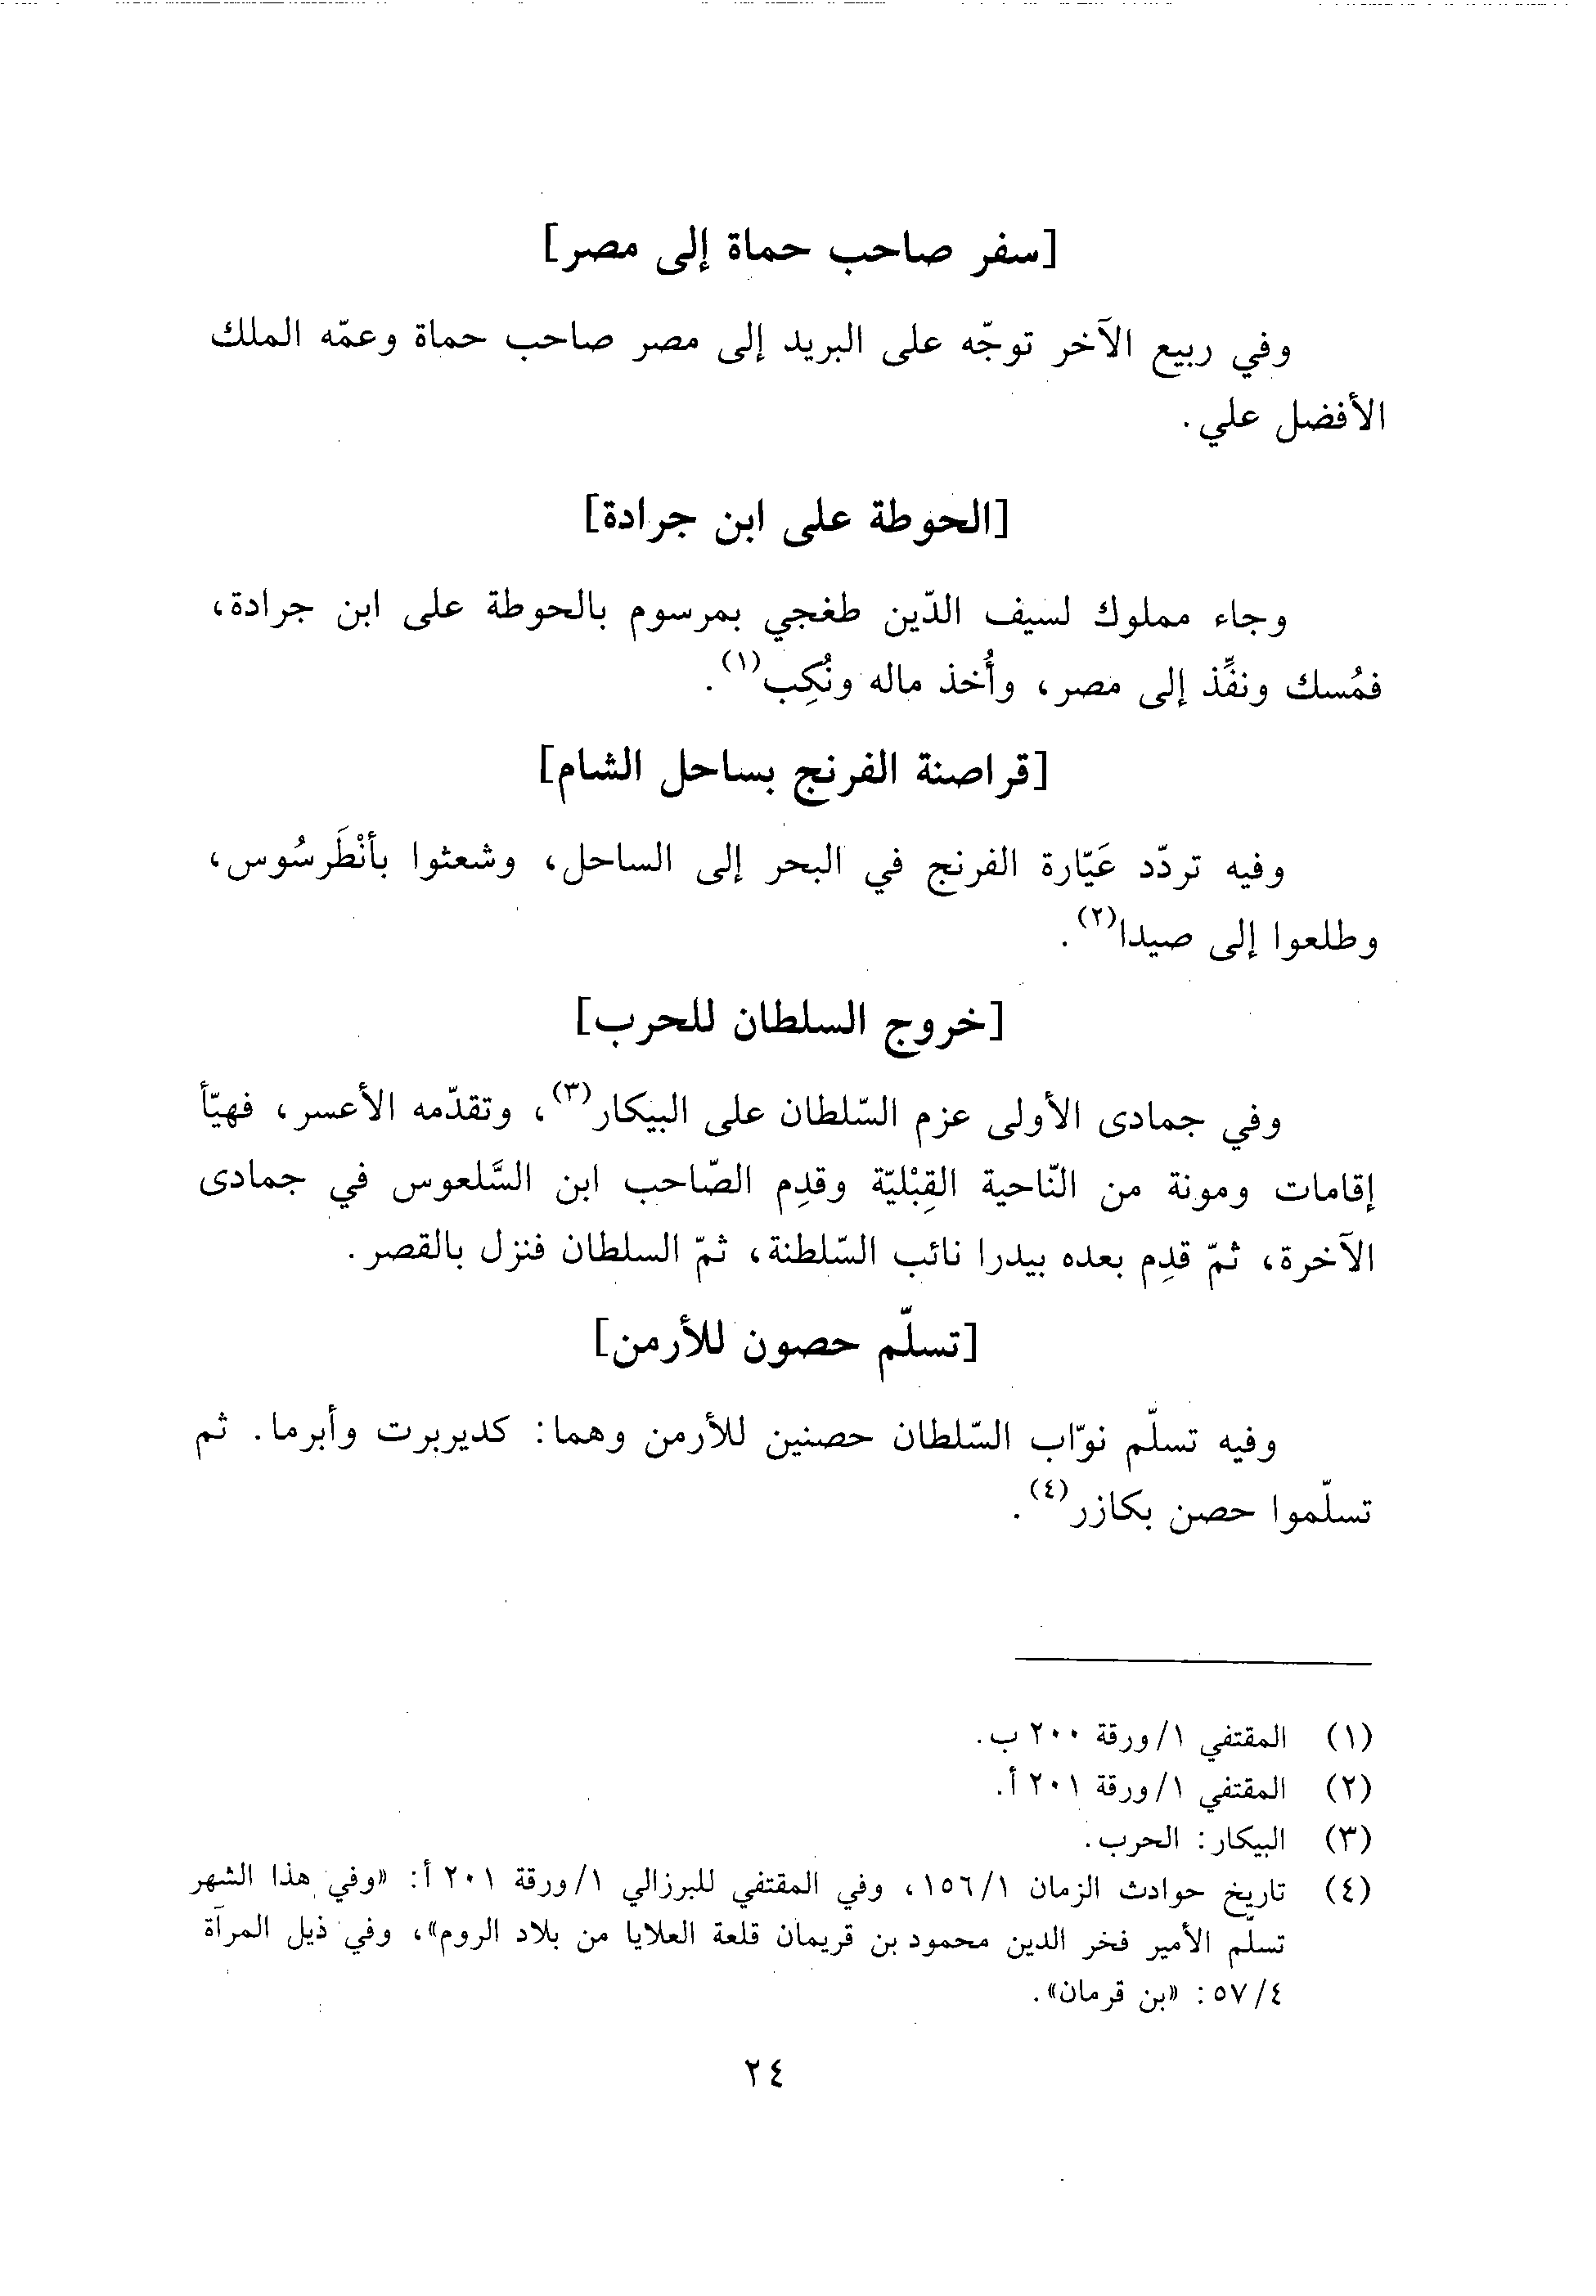 [سفر صاحب حماة إلى مصر]
وفي ربيع الآخر توجّه على البريد إلى مصر صاحب حماة وعمّه الملك
الأفضل علي.
[الحوطة على ابن جرادة]
وجاء مملوك لسيف الدّين طغجي بمرسوم بالحوطة على ابن جرادة،
فمُسك ونفِّذ إلى مصر، وأُخذ ماله ونُكِب(١).
[قراصنة الفرنج بساحل الشام]
وفيه تردّد عَيّارة الفرنج في البحر إلى الساحل، وشعثوا بأنْطَرسُوس،
وطلعوا إلى صيدا(٢).
[خروج السلطان للحرب]
وفي جمادى الأولى عزم السّلطان على البيكار(٣)، وتقدّمه الأعسر، فهيّأ
إقامات ومونة من النّاحية القِبْليّة وقدِم الصّاحب ابن السَّلعوس في جمادى
الآخرة، ثمّ قدِم بعده بيدرا نائب السّلطنة، ثمّ السلطان فنزل بالقصر.
[تسلّم حصون للأرمن]
وفيه تسلّم نوّاب السّلطان حصنين للأرمن وهما: كديربرت وأبرما. ثم
تسلّموا حصن بكازر(٤).
(١) المقتفي ١/ورقة ٢٠٠ ب.
(٢) المقتفي ١/ورقة ٢٠١ أ.
(٣) البيكار: الحرب.
(٤) تاريخ حوادث الزمان ١٥٦/١، وفي المقتفي للبرزالي ١/ورقة ٢٠١ أ: «وفي هذا الشهر
تسلّم الأمير فخر الدين محمود بن قريمان قلعة العلايا من بلاد الروم»، وفي ذيل المرآة
٥٧/٤: «بن قرمان».
٢٤